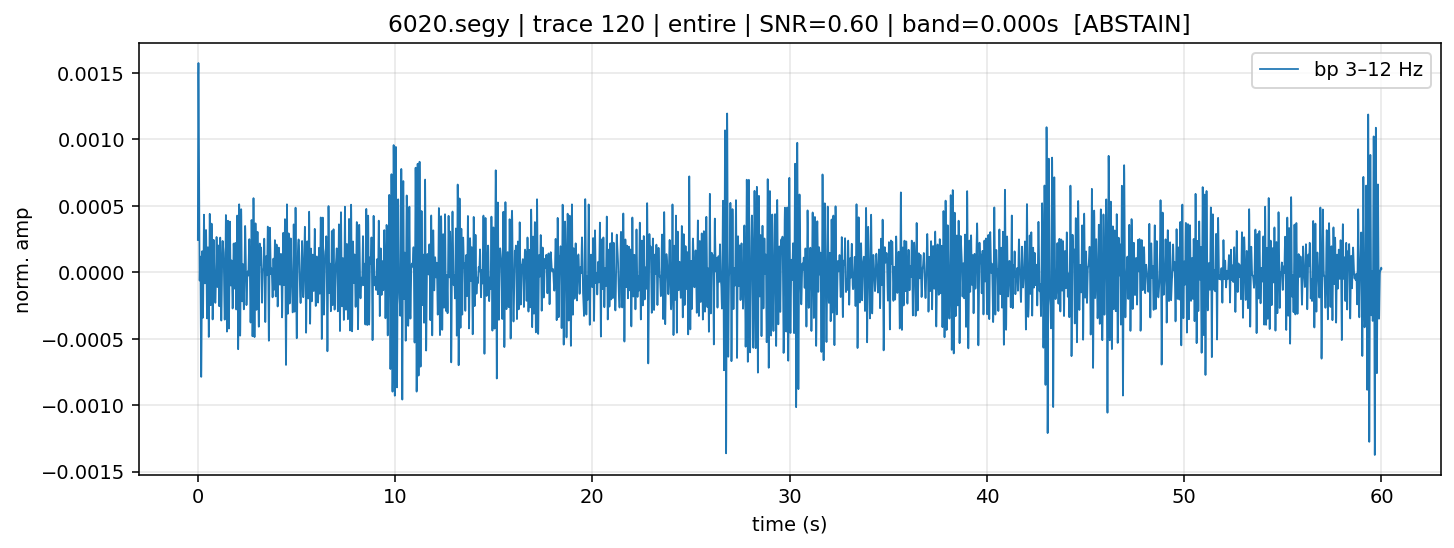 6020.segy | trace 120 | entire | SNR=0.60 | band=0.000s  [ABSTAIN]
bp 3–12 Hz
norm. amp
0.0015
0.0010
0.0005
0.0000
−0.0005
−0.0010
−0.0015
0 10 20 30 40 50 60
time (s)